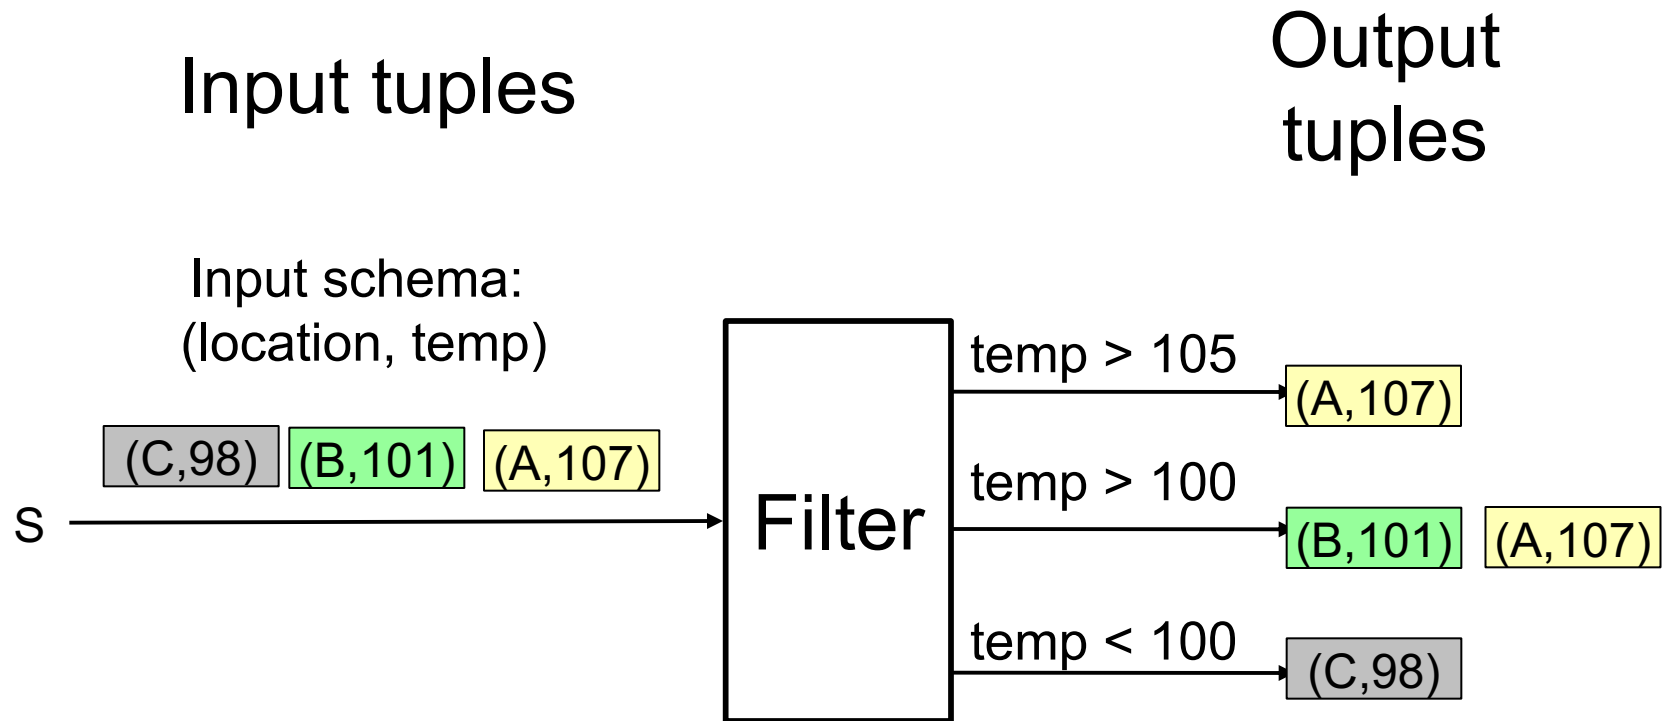 Input tuples
Output
tuples
Input schema:
(location, temp)
(C,98) (B,101) (A,107)
S
Filter
temp > 105
(A,107)
temp > 100
(B,101) (A,107)
temp < 100
(C,98)